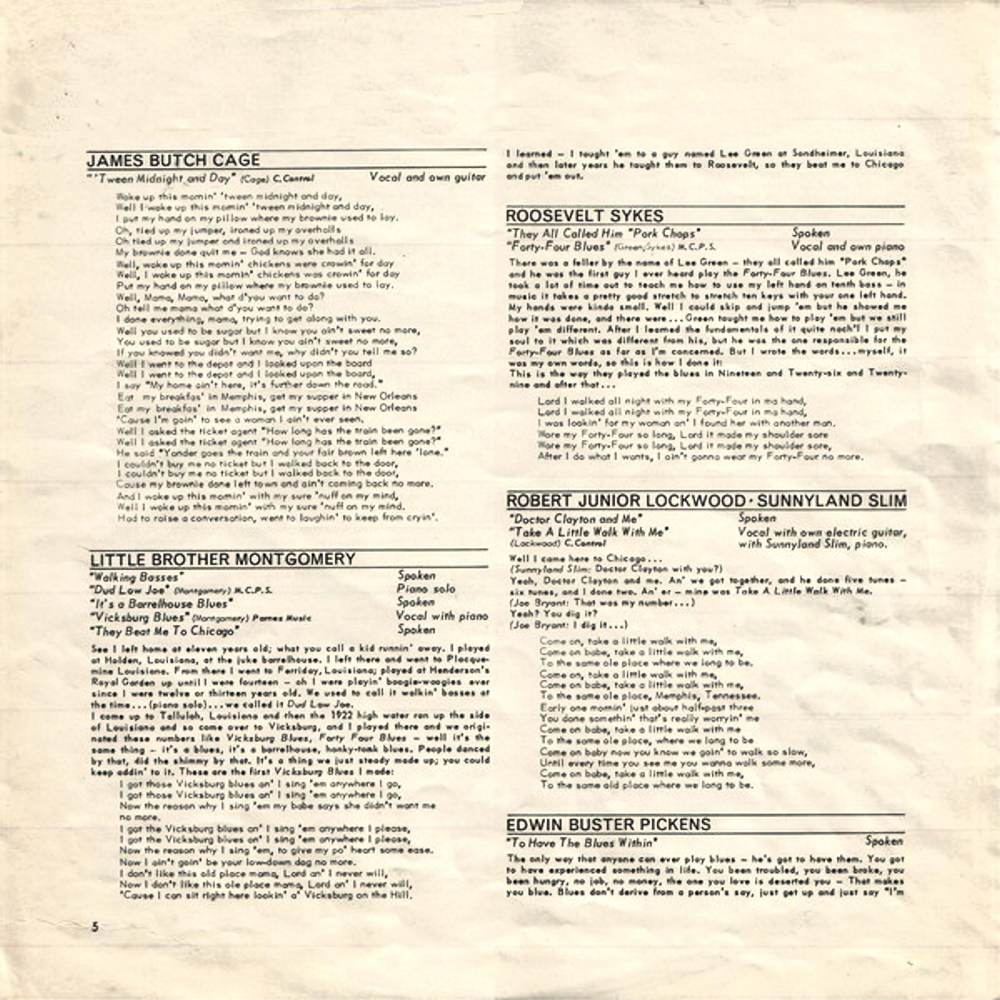 JAMES BUTCH CAGE
"'Tween Midnight and Day" (Cage) C.Control Vocal and own guitar
Woke up this mornin' 'tween midnight and day,
Well I woke up this mornin' 'tween midnight and day,
I put my hand on my pillow where my brownie used to lay.
Oh, tied up my jumper, ironed up my overhalls
Oh tied up my jumper and ironed up my overhalls
My brownie done quit me – God knows she had it all.
Well, woke up this mornin' chickens were crowin' for day
Well, I woke up this mornin' chickens was crowin' for day
Put my hand on my pillow where my brownie used to lay.
Well, Mama, Mama, what d'you want to do?
Oh tell me mama what d'you want to do?
I done everything, mama, trying to get along with you.
Well you used to be sugar but I know you ain't sweet no more,
You used to be sugar but I know you ain't sweet no more,
If you knowed you didn't want me, why didn't you tell me so?
Well I went to the depot and I looked upon the board
Well I went to the depot and I looked upon the board,
I say "My home ain't here, it's further down the road."
Eat my breakfas' in Memphis, get my supper in New Orleans
Eat my breakfas' in Memphis, get my supper in New Orleans
'Cause I'm goin' to see a woman I ain't ever seen.
Well I asked the ticket agent "How long has the train been gone?"
Well I asked the ticket agent "How long has the train been gone?"
He said "Yonder goes the train and your fair brown left here 'lone."
I couldn't buy me no ticket but I walked back to the door,
I couldn't buy me no ticket but I walked back to the door,
Cause my brownie done left town and ain't coming back no more.
And I woke up this mornin' with my sure 'nuff on my mind,
Well I woke up this mornin' with my sure 'nuff on my mind.
Had to raise a conversation, went to laughin' to keep from cryin'.
LITTLE BROTHER MONTGOMERY
"Walking Basses" Spoken
"Dud Low Joe" (Montgomery) M.C.P.S. Piano solo
"It's a Barrelhouse Blues" Spoken
"Vicksburg Blues" (Montgomery) Pames Music Vocal with piano
"They Beat Me To Chicago" Spoken
See I left home at eleven years old; what you call a kid runnin' away. I played
at Holden, Louisiana, at the juke barrelhouse. I left there and went to Placque-
mine Louisiana. From there I went to Ferriday, Louisiana; played at Henderson's
Royal Garden up until I were fourteen – oh I were playin' boogie-woogies ever
since I were twelve or thirteen years old. We used to call it walkin' basses at
the time...(piano solo)...we called it Dud Low Joe.
I come up to Tallulah, Louisiana and then the 1922 high water ran up the side
of Louisiana and so come over to Vicksburg, and I played there and we origi-
nated these numbers like Vicksburg Blues, Forty Four Blues – well it's the
same thing – it's a blues, it's a barrelhouse, honky-tonk blues. People danced
by that, did the shimmy by that. It's a thing we just steady made up; you could
keep addin' to it. These are the first Vicksburg Blues I made:
I got those Vicksburg blues an' I sing 'em anywhere I go,
I got those Vicksburg blues an' I sing 'em anywhere I go,
Now the reason why I sing 'em my babe says she didn't want me
no more.
I got the Vicksburg blues an' I sing 'em anywhere I please,
I got the Vicksburg blues an' I sing 'em anywhere I please,
Now the reason why I sing 'em, to give my po' heart some ease.
Now I ain't goin' be your low-down dog no more.
I don't like this old place mama, Lord an' I never will,
Now I don't like this ole place mama, Lord an' I never will,
'Cause I can sit right here lookin' a' Vicksburg on the Hill.
5
I learned – I tought 'em to a guy named Lee Green at Sondheimer, Louisiana
and then later years he taught them to Roosevelt, so they beat me to Chicago
and put 'em out.
ROOSEVELT SYKES
"They All Called Him "Pork Chops" Spoken
"Forty-Four Blues" (Green/Sykes) M.C.P.S. Vocal and own piano
There was a feller by the name of Lee Green – they all called him "Pork Chops"
and he was the first guy I ever heard play the Forty-Four Blues. Lee Green, he
took a lot of time out to teach me how to use my left hand on tenth bass – in
music it takes a pretty good stretch to stretch ten keys with your one left hand.
My hands were kinda small. Well I could skip and jump 'em but he showed me
how it was done, and there were...Green taught me how to play 'em but we still
play 'em different. After I learned the fundamentals of it quite nach'l I put my
soul to it which was different from his, but he was the one responsible for the
Forty-Four Blues as far as I'm concerned. But I wrote the words...myself, it
was my own words, so this is how I done it:
This is the way they played the blues in Nineteen and Twenty-six and Twenty-
nine and after that...
Lord I walked all night with my Forty-Four in ma hand,
Lord I walked all night with my Forty-Four in ma hand,
I was lookin' for my woman an' I found her with another man.
Wore my Forty-Four so long, Lord it made my shoulder sore
Wore my Forty-Four so long, Lord it made my shoulder sore,
After I do what I wants, I ain't gonna wear my Forty-Four no more.
ROBERT JUNIOR LOCKWOOD · SUNNYLAND SLIM
"Doctor Clayton and Me" Spoken
"Take A Little Walk With Me" Vocal with own electric guitar,
(Lockwood) C.Control with Sunnyland Slim, piano.
Well I came here to Chicago...
(Sunnyland Slim: Doctor Clayton with you?)
Yeah, Doctor Clayton and me. An' we got together, and he done five tunes –
six tunes, and I done two. An' er – mine was Take A Little Walk With Me.
(Joe Bryant: That was my number...)
Yeah? You dig it?
(Joe Bryant: I dig it...)
Come on, take a little walk with me,
Come on babe, take a little walk with me,
To the same ole place where we long to be.
Come on, take a little walk with me,
Come on babe, take a little walk with me,
To the same ole place, Memphis, Tennessee.
Early one mornin' just about half-past three
You done somethin' that's really worryin' me
Come on babe, take a little walk with me
To the same ole place, where we long to be
Come on baby now you know we goin' to walk so slow,
Until every time you see me you wanna walk some more,
Come on babe, take a little walk with me,
To the same old place where we long to be.
EDWIN BUSTER PICKENS
"To Have The Blues Within" Spoken
The only way that anyone can ever play blues – he's got to have them. You got
to have experienced something in life. You been troubled, you been broke, you
been hungry, no job, no money, the one you love is deserted you – That makes
you blue. Blues don't derive from a person's say, just get up and just say "I'm